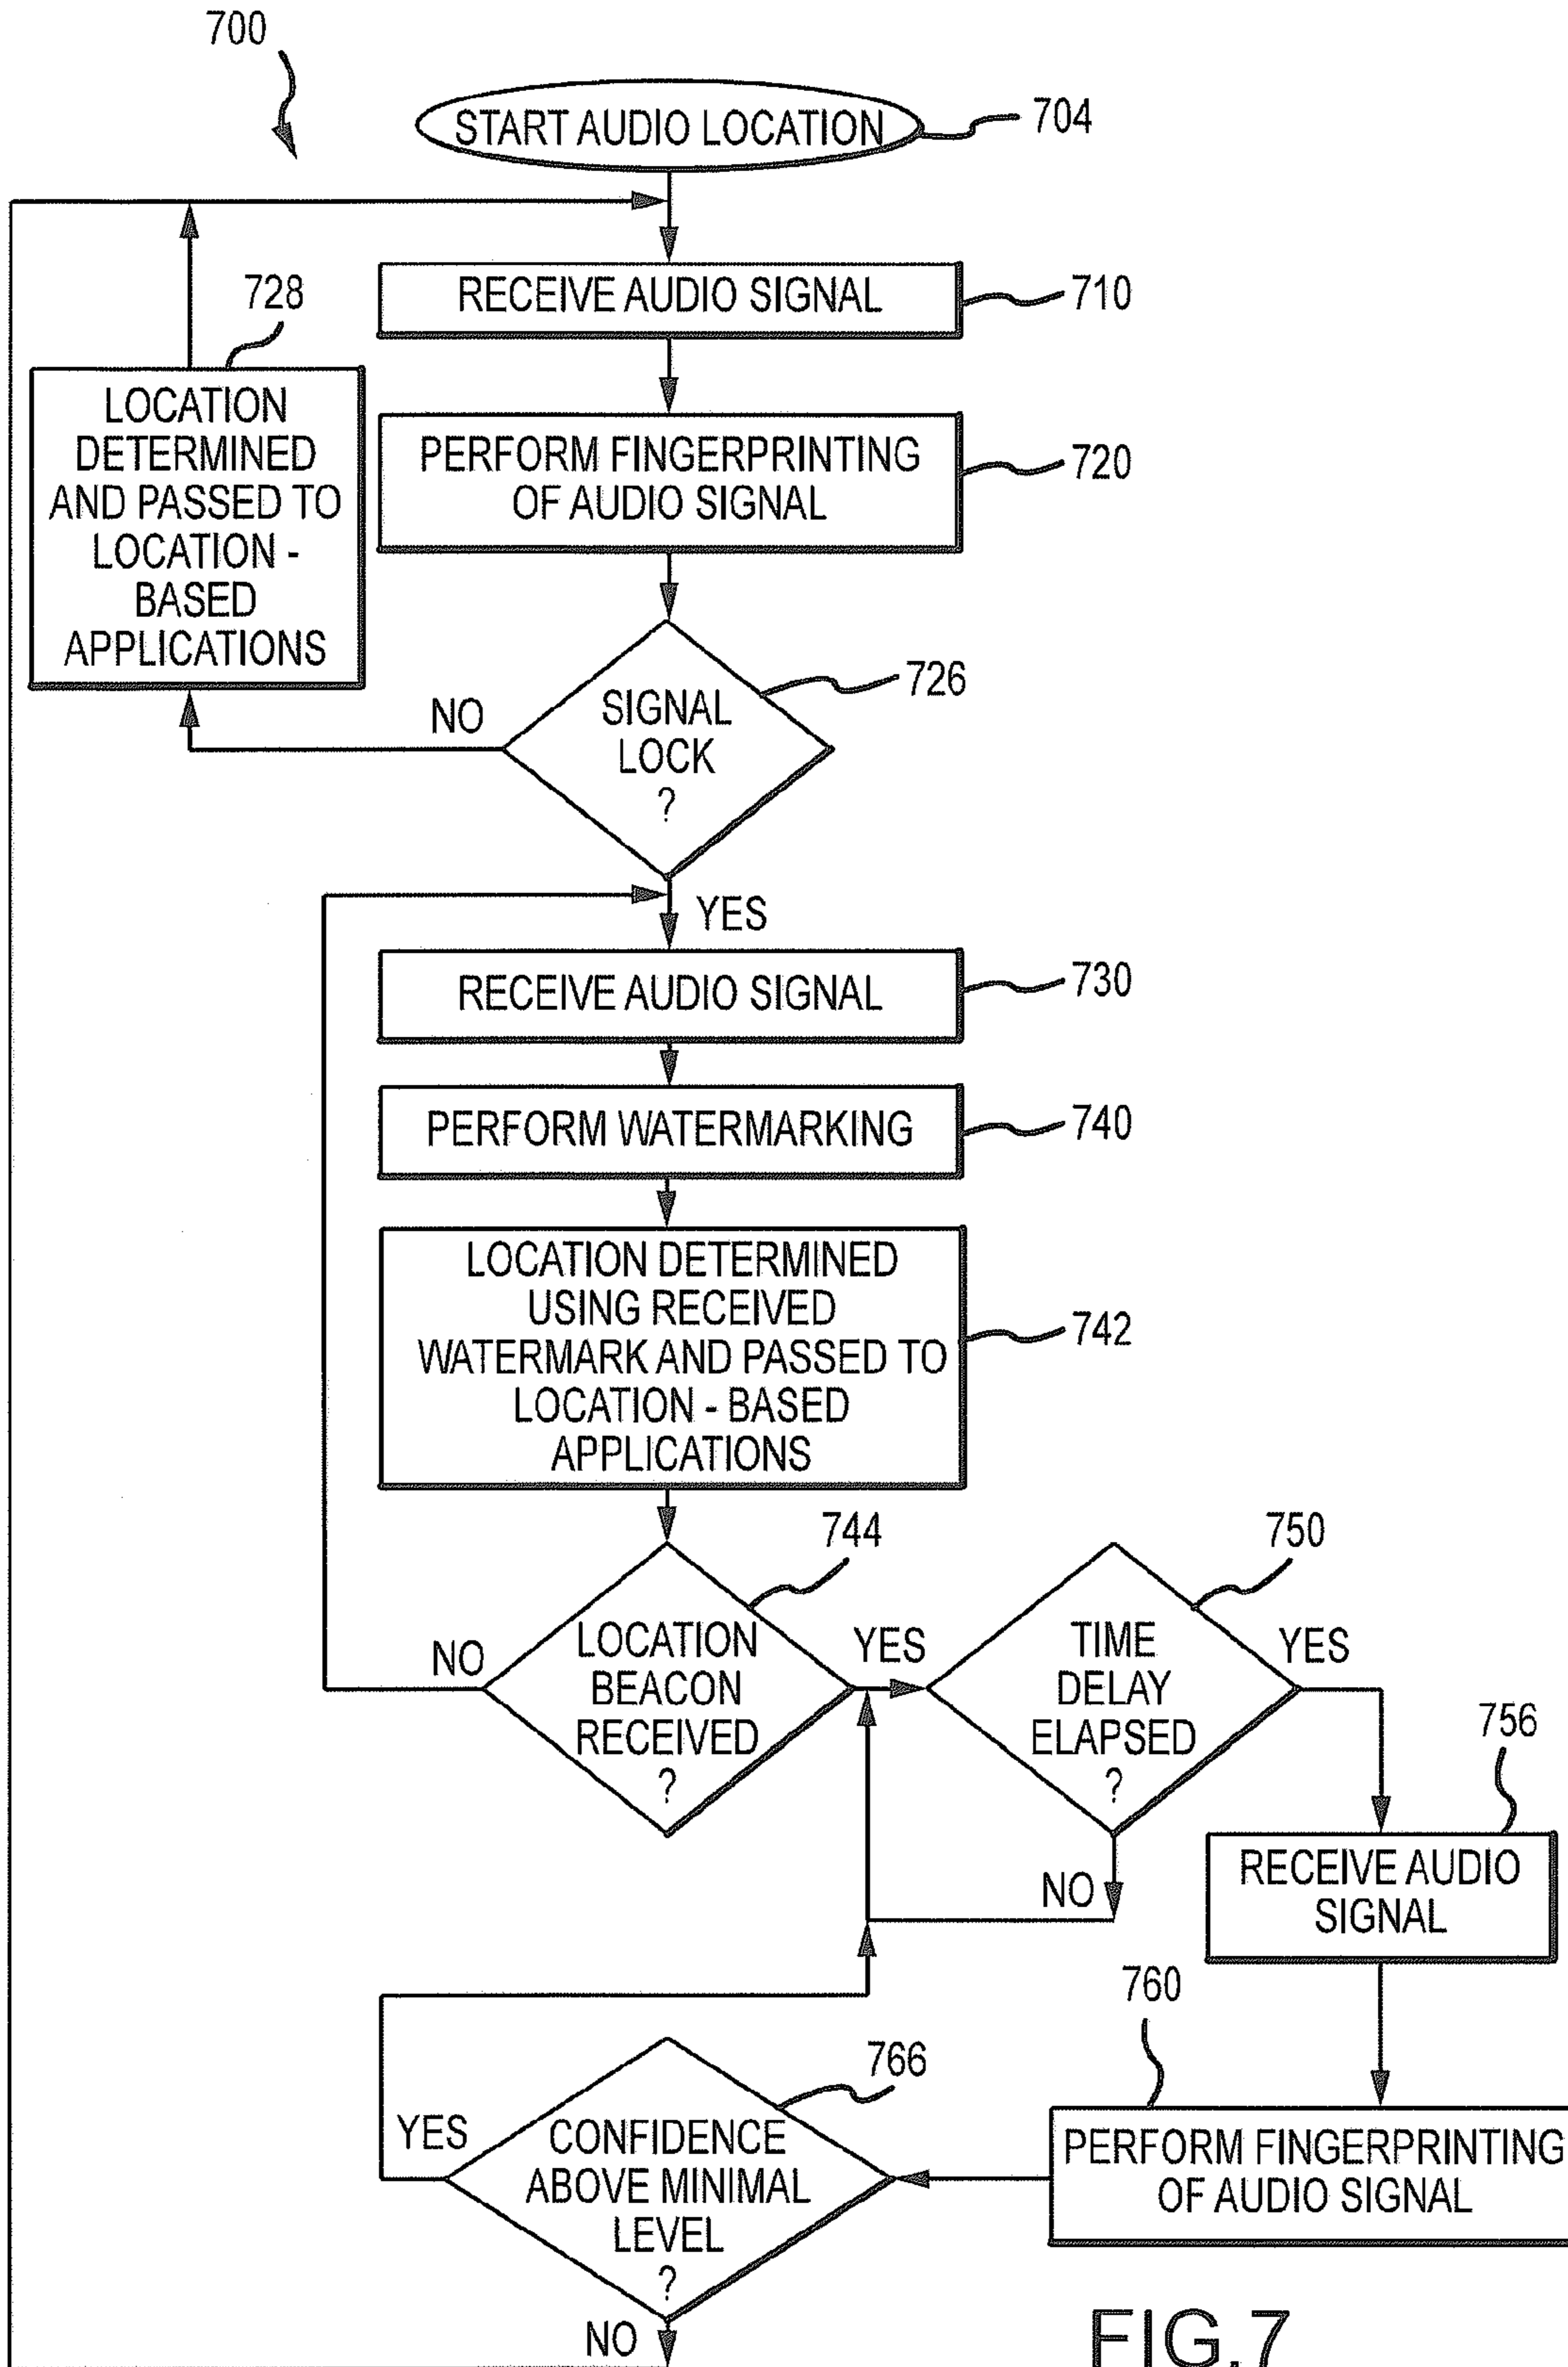 700
START AUDIO LOCATION
704
RECEIVE AUDIO SIGNAL
710
728
LOCATION
DETERMINED
AND PASSED TO
LOCATION -
BASED
APPLICATIONS
PERFORM FINGERPRINTING
OF AUDIO SIGNAL
720
726
SIGNAL
LOCK
?
NO
YES
RECEIVE AUDIO SIGNAL
730
PERFORM WATERMARKING
740
LOCATION DETERMINED
USING RECEIVED
WATERMARK AND PASSED TO
LOCATION - BASED
APPLICATIONS
742
744
LOCATION
BEACON
RECEIVED
?
NO
YES
750
TIME
DELAY
ELAPSED
?
YES
NO
756
RECEIVE AUDIO
SIGNAL
760
PERFORM FINGERPRINTING
OF AUDIO SIGNAL
766
CONFIDENCE
ABOVE MINIMAL
LEVEL
?
YES
NO
FIG.7